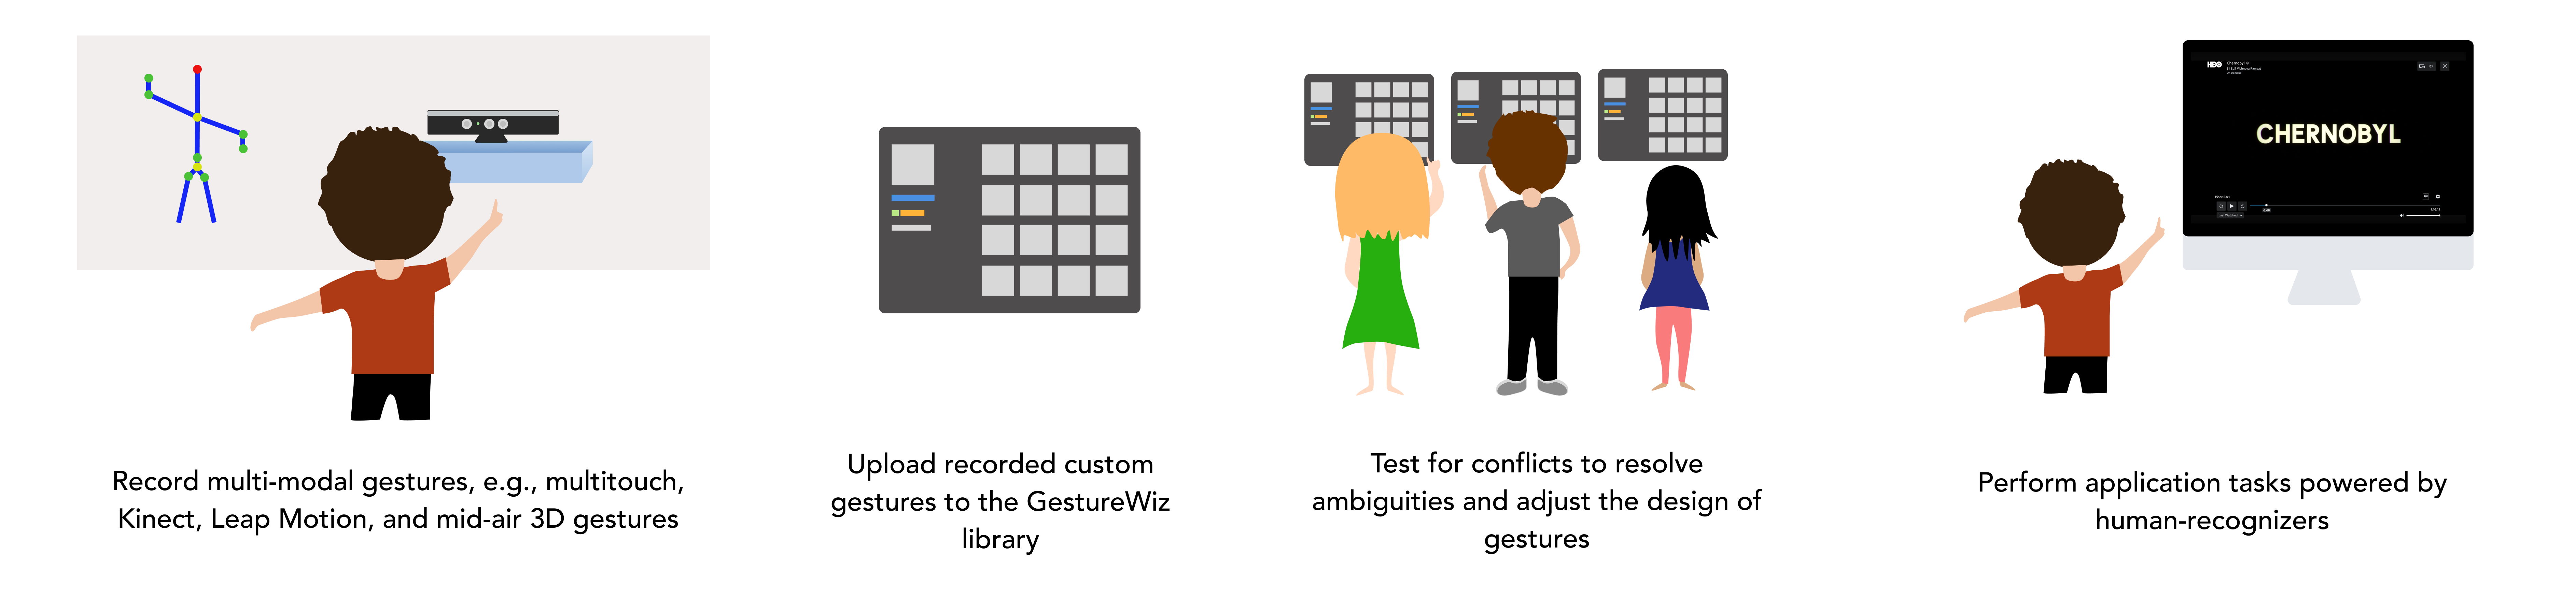 Record multi-modal gestures, e.g., multitouch,
Kinect, Leap Motion, and mid-air 3D gestures
Upload recorded custom
gestures to the GestureWiz
library
Test for conflicts to resolve
ambiguities and adjust the design of
gestures
HBO
Chernobyl
CHERNOBYL
Perform application tasks powered by
human-recognizers